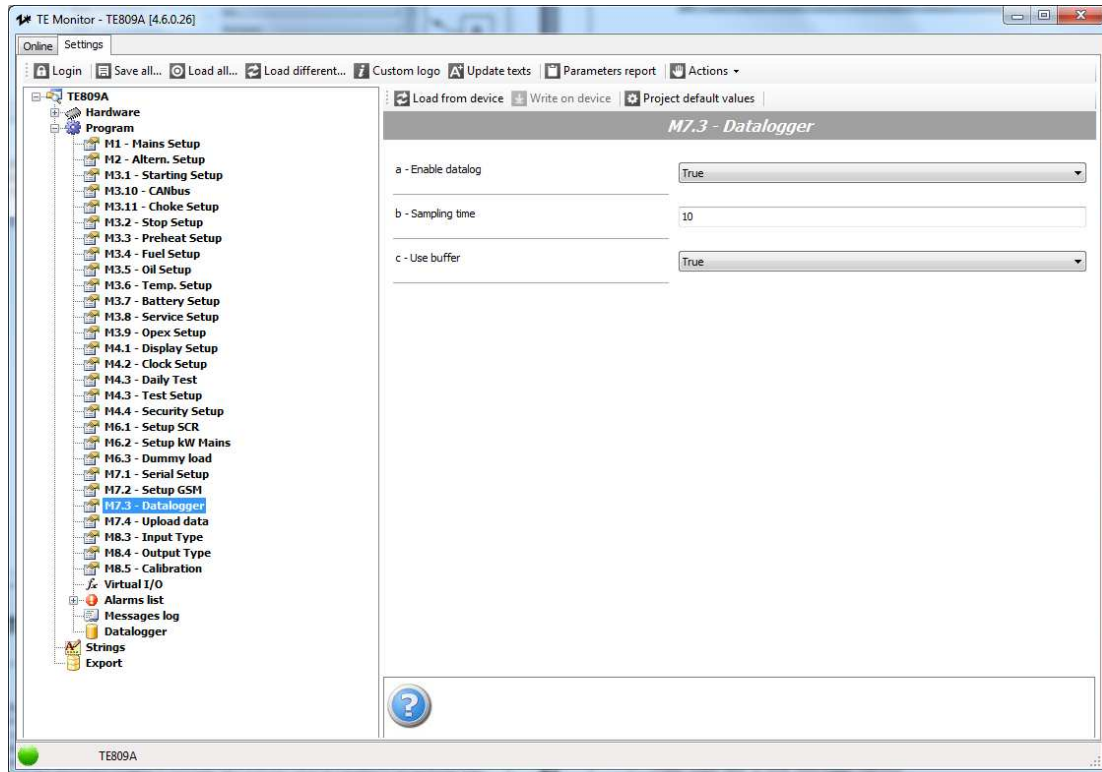 TE Monitor - TE809A [4.6.0.26]
Online Settings
Login Save all... Load all... Load different... Custom logo Update texts Parameters report Actions
TE809A
Hardware
Program
M1 - Mains Setup
M2 - Altern. Setup
M3.1 - Starting Setup
M3.10 - CANbus
M3.11 - Choke Setup
M3.2 - Stop Setup
M3.3 - Preheat Setup
M3.4 - Fuel Setup
M3.5 - Oil Setup
M3.6 - Temp. Setup
M3.7 - Battery Setup
M3.8 - Service Setup
M3.9 - Opex Setup
M4.1 - Display Setup
M4.2 - Clock Setup
M4.3 - Daily Test
M4.3 - Test Setup
M4.4 - Security Setup
M6.1 - Setup SCR
M6.2 - Setup kW Mains
M6.3 - Dummy load
M7.1 - Serial Setup
M7.2 - Setup GSM
M7.3 - Datalogger
M7.4 - Upload data
M8.3 - Input Type
M8.4 - Output Type
M8.5 - Calibration
fx Virtual I/O
Alarms list
Messages log
Datalogger
Strings
Export
Load from device Write on device Project default values
M7.3 - Datalogger
a - Enable datalog True
b - Sampling time 10
c - Use buffer True
TE809A